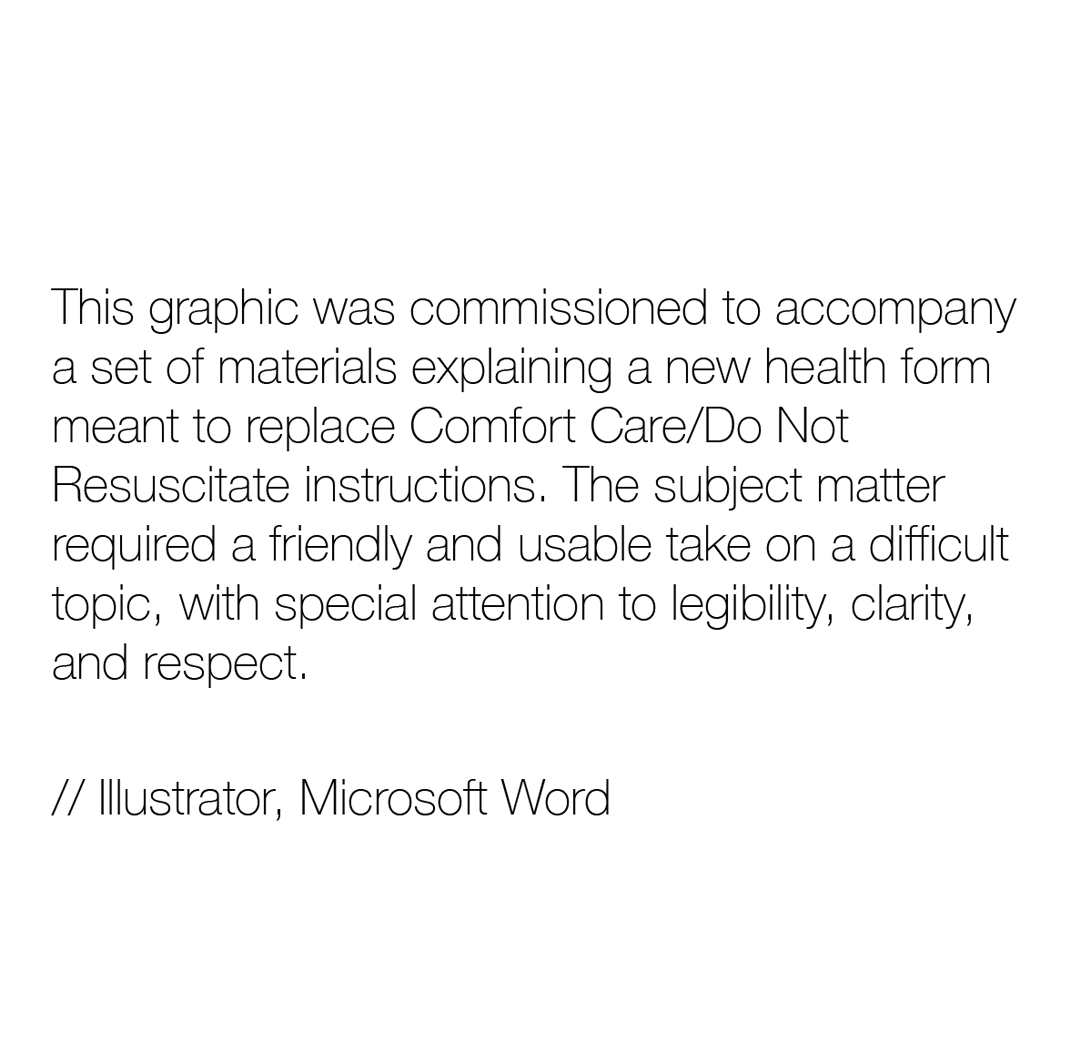 This graphic was commissioned to accompany
a set of materials explaining a new health form
meant to replace Comfort Care/Do Not
Resuscitate instructions. The subject matter
required a friendly and usable take on a difficult
topic, with special attention to legibility, clarity,
and respect.
// Illustrator, Microsoft Word